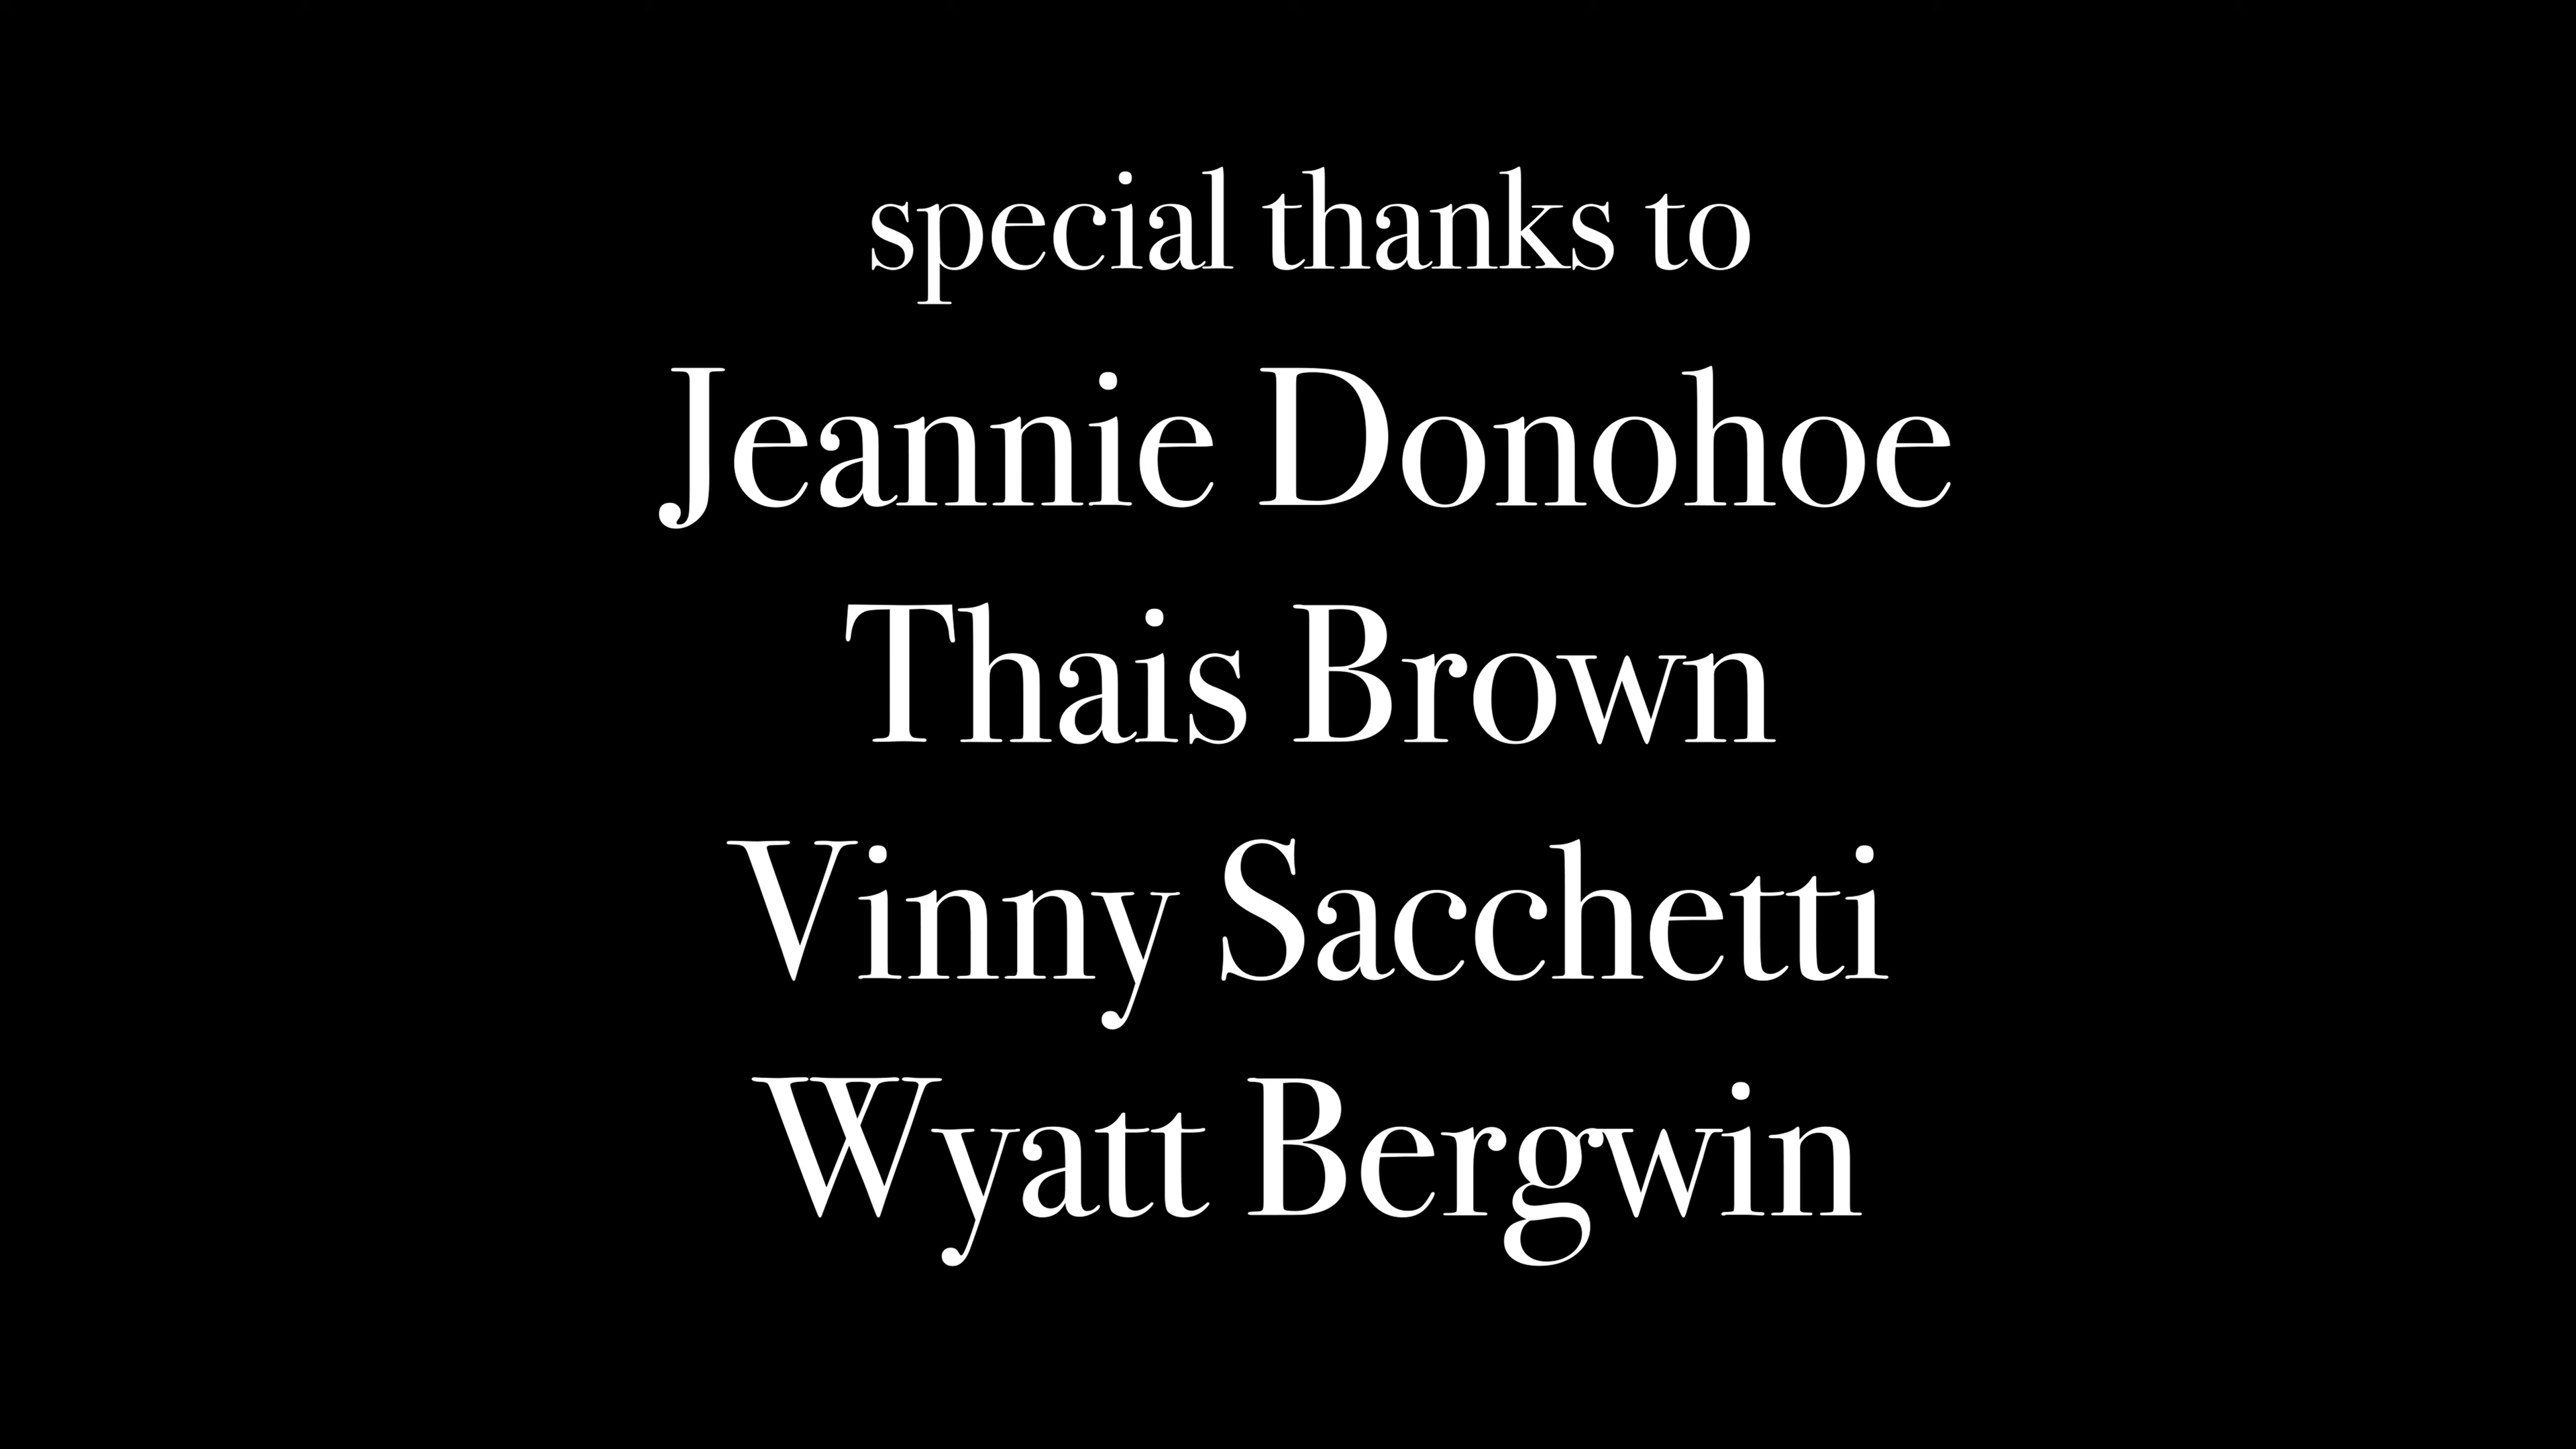 special thanks to
Jeannie Donohoe
Thais Brown
Vinny Sacchetti
Wyatt Bergwin